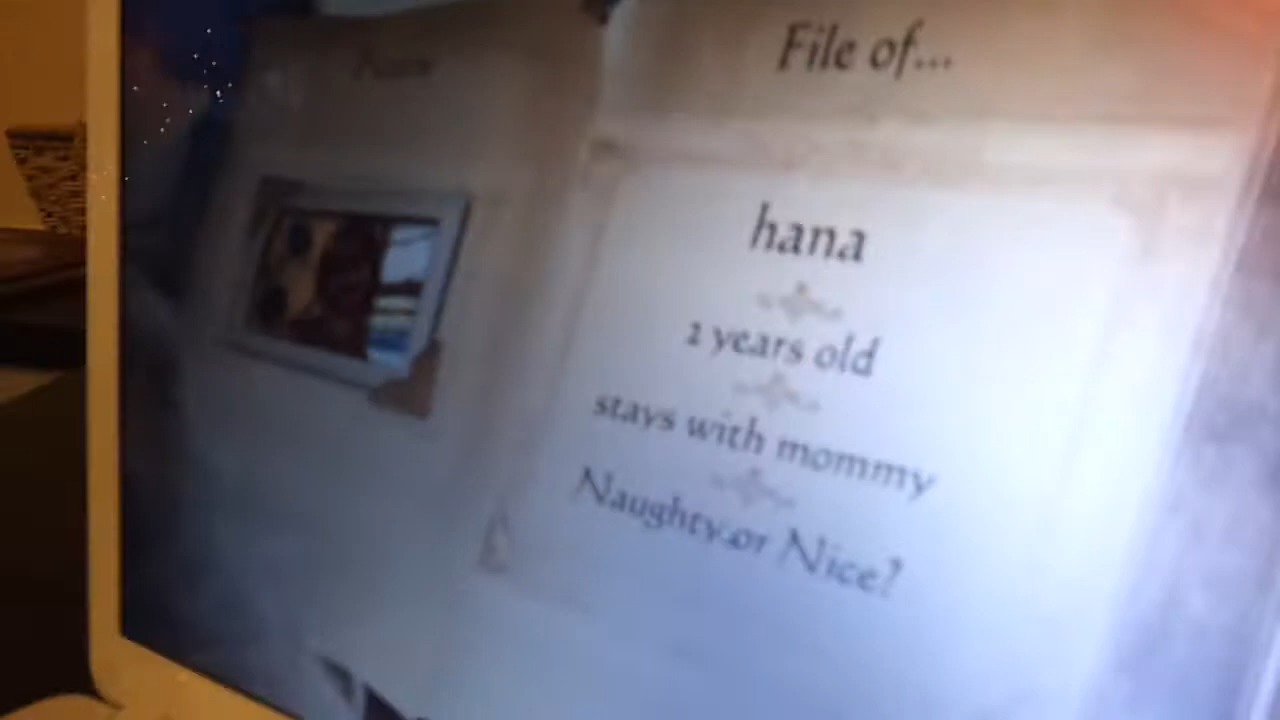 File of...
hana
2 years old
stays with mommy
Naughty or Nice?